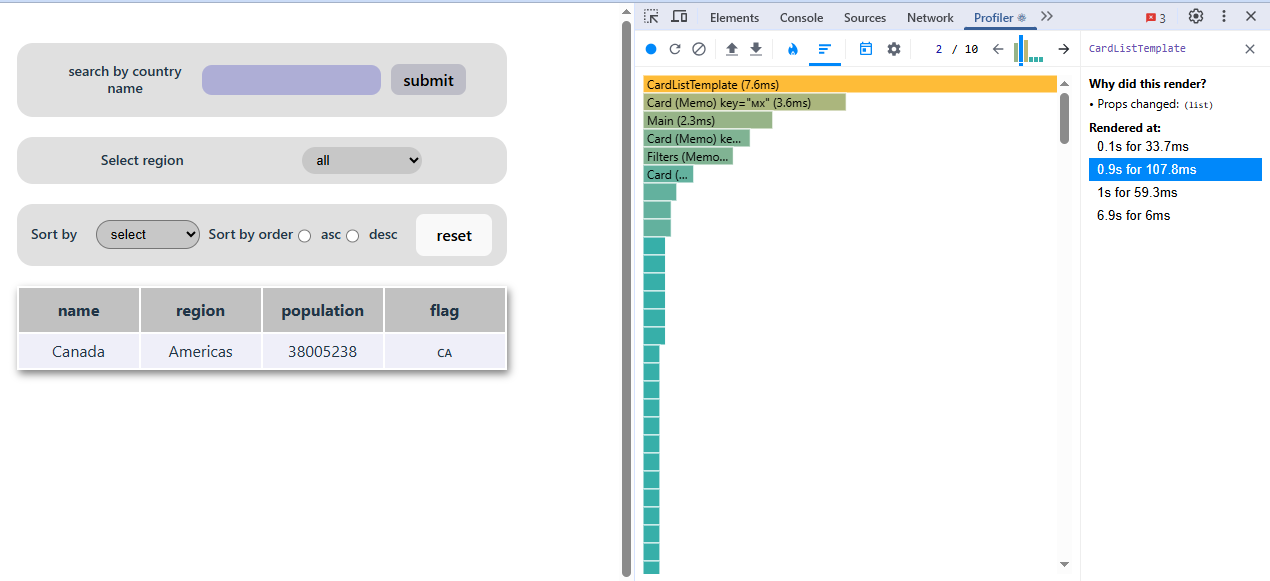 search by country
name
submit
Select region
all
Sort by
select
Sort by order
asc
desc
reset
name region population flag
Canada Americas 38005238 CA
Elements Console Sources Network Profiler 3
2 / 10
CardListTemplate
CardListTemplate (7.6ms)
Card (Memo) key="мх" (3.6ms)
Main (2.3ms)
Card (Memo) ke...
Filters (Memo...
Card (...
Why did this render?
• Props changed: (list)
Rendered at:
0.1s for 33.7ms
0.9s for 107.8ms
1s for 59.3ms
6.9s for 6ms